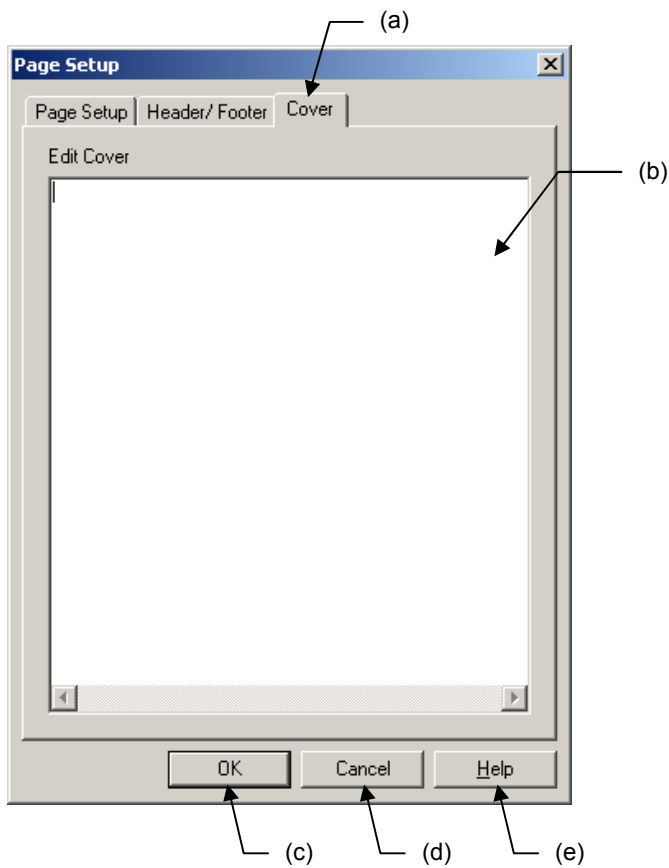 (a)
Page Setup
Page Setup Header/ Footer Cover
Edit Cover
(b)
OK Cancel Help
(c) (d) (e)